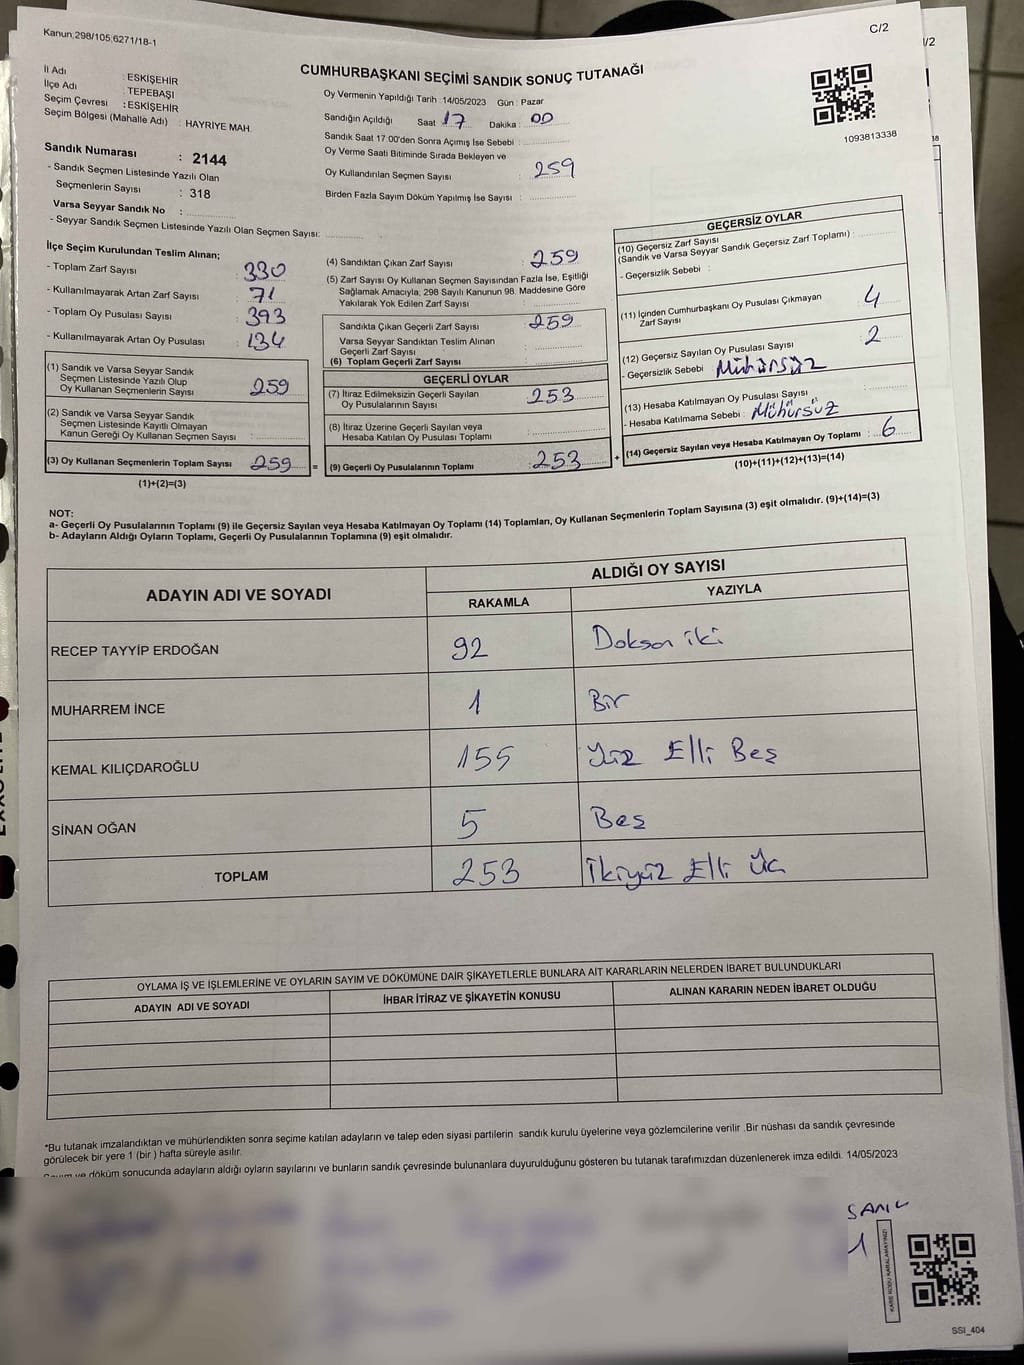 Kanun;298/105;6271/18-1
C/2
I/2
CUMHURBAŞKANI SEÇİMİ SANDIK SONUÇ TUTANAĞI
İl Adı : ESKİŞEHİR
İlçe Adı : TEPEBAŞI
Seçim Çevresi : ESKİŞEHİR
Seçim Bölgesi (Mahalle Adı) : HAYRİYE MAH.
Sandık Numarası : 2144
- Sandık Seçmen Listesinde Yazılı Olan
Seçmenlerin Sayısı : 318
Varsa Seyyar Sandık No :
- Seyyar Sandık Seçmen Listesinde Yazılı Olan Seçmen Sayısı:
Oy Vermenin Yapıldığı Tarih :14/05/2023 Gün : Pazar
Sandığın Açıldığı Saat 17 Dakika : 00
Sandık Saat 17:00'den Sonra Açımış İse Sebebi :
Oy Verme Saati Bitiminde Sırada Bekleyen ve
Oy Kullandırılan Seçmen Sayısı : 259
Birden Fazla Sayım Döküm Yapılmış İse Sayısı :
1093813338
İlçe Seçim Kurulundan Teslim Alınan;
- Toplam Zarf Sayısı : 330
- Kullanılmayarak Artan Zarf Sayısı : 71
- Toplam Oy Pusulası Sayısı : 393
- Kullanılmayarak Artan Oy Pusulası : 134
(1) Sandık ve Varsa Seyyar Sandık
Seçmen Listesinde Yazılı Olup
Oy Kullanan Seçmenlerin Sayısı : 259
(2) Sandık ve Varsa Seyyar Sandık
Seçmen Listesinde Kayıtlı Olmayan
Kanun Gereği Oy Kullanan Seçmen Sayısı :
(3) Oy Kullanan Seçmenlerin Toplam Sayısı : 259 =
(1)+(2)=(3)
(4) Sandıktan Çıkan Zarf Sayısı : 259
(5) Zarf Sayısı Oy Kullanan Seçmen Sayısından Fazla İse, Eşitliği
Sağlamak Amacıyla, 298 Sayılı Kanunun 98. Maddesine Göre
Yakılarak Yok Edilen Zarf Sayısı :
Sandıkta Çıkan Geçerli Zarf Sayısı : 259
Varsa Seyyar Sandıktan Teslim Alınan
Geçerli Zarf Sayısı :
(6) Toplam Geçerli Zarf Sayısı :
GEÇERLİ OYLAR
(7) İtiraz Edilmeksizin Geçerli Sayılan
Oy Pusulalarının Sayısı : 253
(8) İtiraz Üzerine Geçerli Sayılan veya
Hesaba Katılan Oy Pusulası Toplamı :
(9) Geçerli Oy Pusulalarının Toplamı : 253 +
GEÇERSİZ OYLAR
(10) Geçersiz Zarf Sayısı
(Sandık ve Varsa Seyyar Sandık Geçersiz Zarf Toplamı) :
- Geçersizlik Sebebi :
(11) İçinden Cumhurbaşkanı Oy Pusulası Çıkmayan
Zarf Sayısı : 4
(12) Geçersiz Sayılan Oy Pusulası Sayısı : 2
- Geçersizlik Sebebi : Mühürsüz
(13) Hesaba Katılmayan Oy Pusulası Sayısı :
- Hesaba Katılmama Sebebi : Mühürsüz
(14) Geçersiz Sayılan veya Hesaba Katılmayan Oy Toplamı : 6
(10)+(11)+(12)+(13)=(14)
NOT:
a- Geçerli Oy Pusulalarının Toplamı (9) ile Geçersiz Sayılan veya Hesaba Katılmayan Oy Toplamı (14) Toplamları, Oy Kullanan Seçmenlerin Toplam Sayısına (3) eşit olmalıdır. (9)+(14)=(3)
b- Adayların Aldığı Oyların Toplamı, Geçerli Oy Pusulalarının Toplamına (9) eşit olmalıdır.
ADAYIN ADI VE SOYADI
ALDIĞI OY SAYISI
RAKAMLA YAZIYLA
RECEP TAYYİP ERDOĞAN 92 Doksan iki
MUHARREM İNCE 1 Bir
KEMAL KILIÇDAROĞLU 155 Yüz Elli Beş
SİNAN OĞAN 5 Beş
TOPLAM 253 İkiyüz Elli Üç
OYLAMA İŞ VE İŞLEMLERİNE VE OYLARIN SAYIM VE DÖKÜMÜNE DAİR ŞİKAYETLERLE BUNLARA AİT KARARLARIN NELERDEN İBARET BULUNDUKLARI
ADAYIN ADI VE SOYADI İHBAR İTİRAZ VE ŞİKAYETİN KONUSU ALINAN KARARIN NEDEN İBARET OLDUĞU
*Bu tutanak imzalandıktan ve mühürlendikten sonra seçime katılan adayların ve talep eden siyasi partilerin sandık kurulu üyelerine veya gözlemcilerine verilir .Bir nüshası da sandık çevresinde
görülecek bir yere 1 (bir ) hafta süreyle asılır.
Sayım ve döküm sonucunda adayların aldığı oyların sayılarını ve bunların sandık çevresinde bulunanlara duyurulduğunu gösteren bu tutanak tarafımızdan düzenlenerek imza edildi. 14/05/2023
KARE KODU KARALAMAYINIZ!
SSI_404